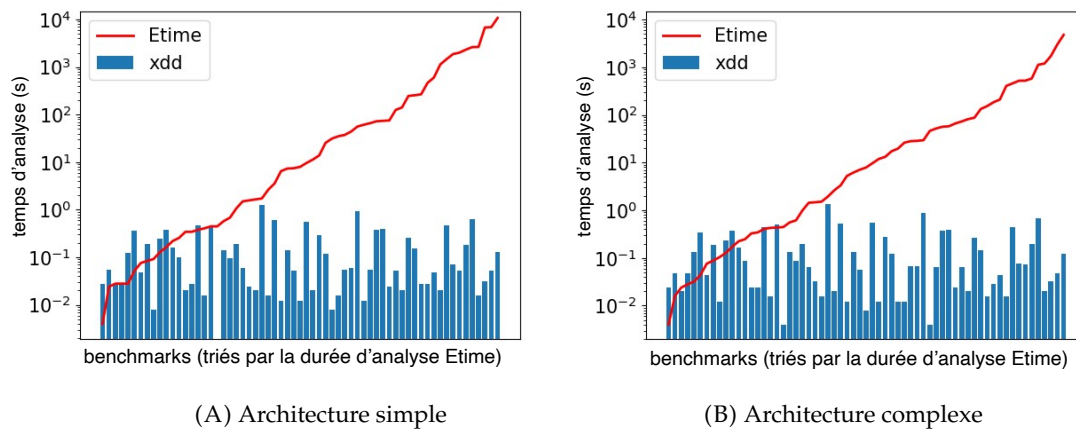 10⁴
10³
10²
10¹
10⁰
10⁻¹
10⁻²
temps d'analyse (s)
Etime
xdd
benchmarks (triés par la durée d'analyse Etime)
(A) Architecture simple
10⁴
10³
10²
10¹
10⁰
10⁻¹
10⁻²
temps d'analyse (s)
Etime
xdd
benchmarks (triés par la durée d'analyse Etime)
(B) Architecture complexe